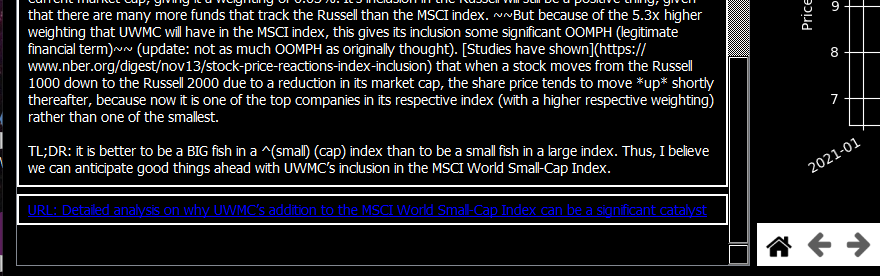 current market cap, giving it a weighting of 0.05%. It's inclusion in the Russell will still be a positive thing, given
that there are many more funds that track the Russell than the MSCI index. ~~But because of the 5.3x higher
weighting that UWMC will have in the MSCI index, this gives its inclusion some significant OOMPH (legitimate
financial term)~~ (update: not as much OOMPH as originally thought). [Studies have shown](https://
www.nber.org/digest/nov13/stock-price-reactions-index-inclusion) that when a stock moves from the Russell
1000 down to the Russell 2000 due to a reduction in its market cap, the share price tends to move *up* shortly
thereafter, because now it is one of the top companies in its respective index (with a higher respective weighting)
rather than one of the smallest.
TL;DR: it is better to be a BIG fish in a ^(small) (cap) index than to be a small fish in a large index. Thus, I believe
we can anticipate good things ahead with UWMC's inclusion in the MSCI World Small-Cap Index.
URL: Detailed analysis on why UWMC's addition to the MSCI World Small-Cap Index can be a significant catalyst
Price
9
8
7
2021-01